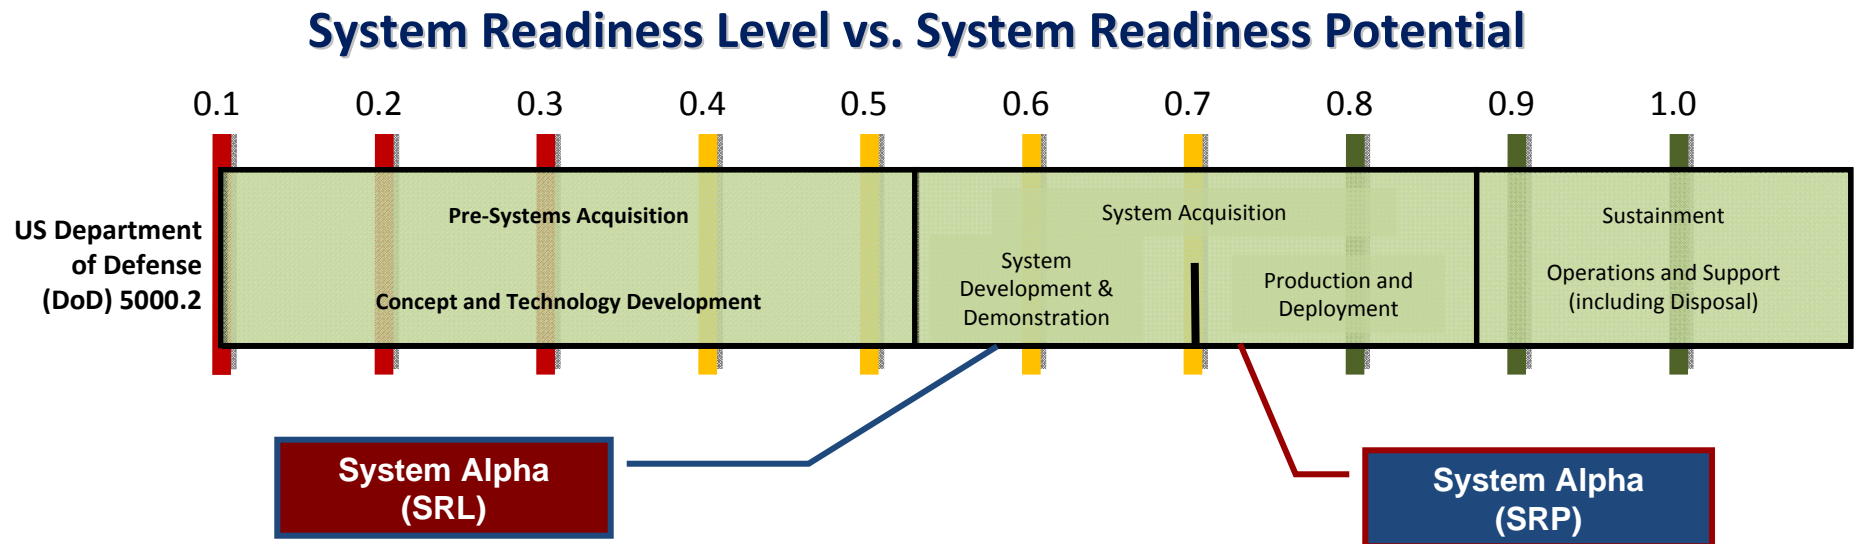 System Readiness Level vs. System Readiness Potential
0.1 0.2 0.3 0.4 0.5 0.6 0.7 0.8 0.9 1.0
US Department
of Defense
(DoD) 5000.2
Pre-Systems Acquisition
Concept and Technology Development
System Acquisition
System
Development &
Demonstration
Production and
Deployment
Sustainment
Operations and Support
(including Disposal)
System Alpha
(SRL)
System Alpha
(SRP)